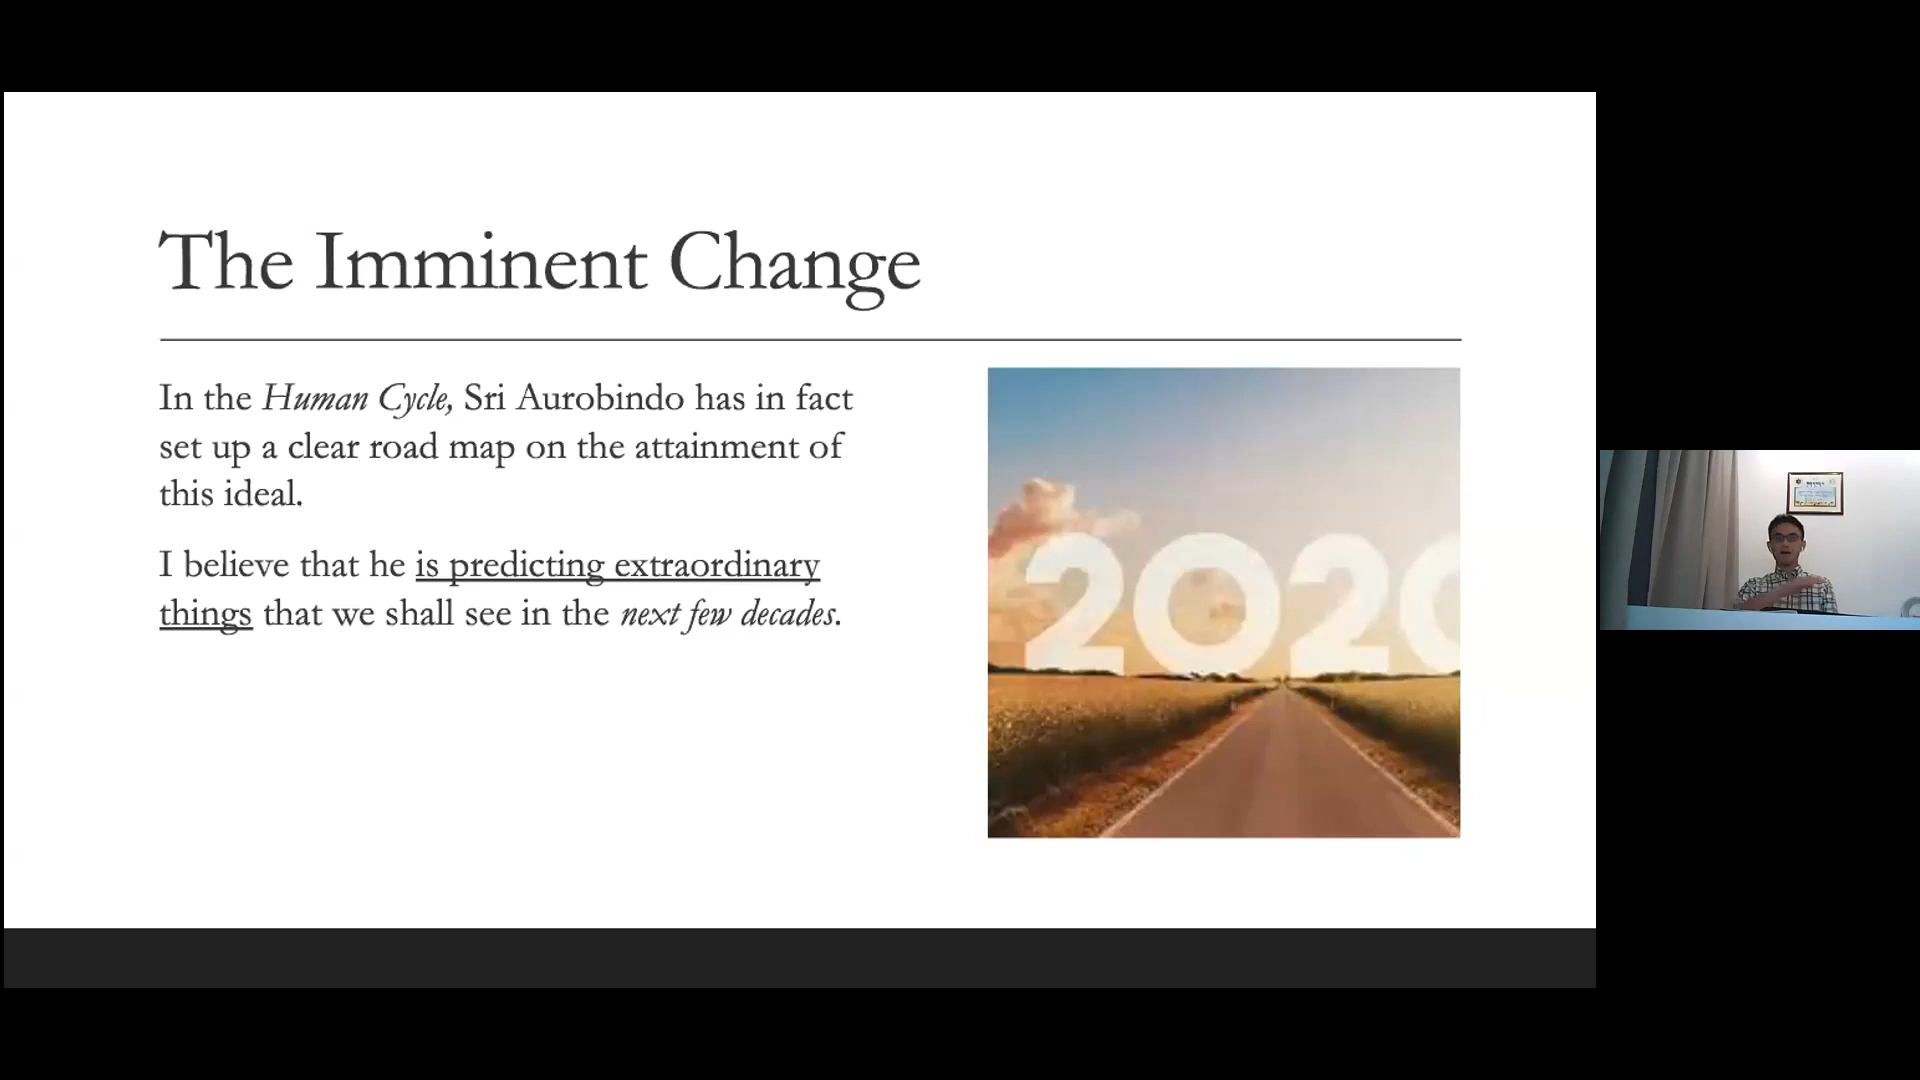 The Imminent Change
In the Human Cycle, Sri Aurobindo has in fact
set up a clear road map on the attainment of
this ideal.
I believe that he is predicting extraordinary
things that we shall see in the next few decades.
2020